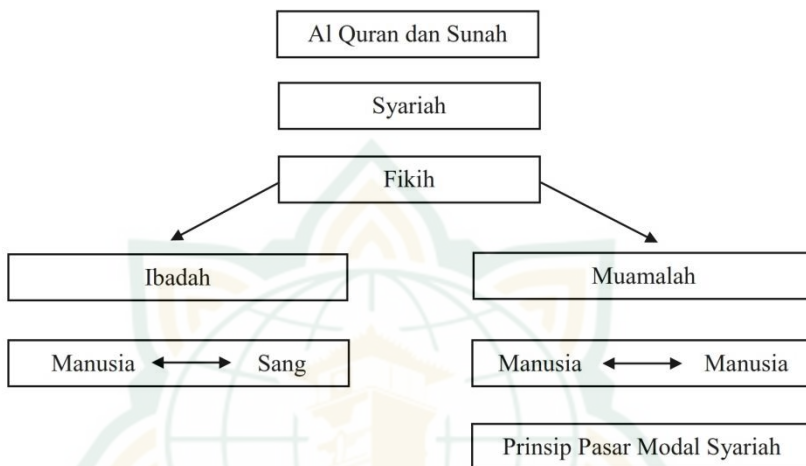 Al Quran dan Sunah
Syariah
Fikih
Ibadah
Muamalah
Manusia Sang
Manusia Manusia
Prinsip Pasar Modal Syariah